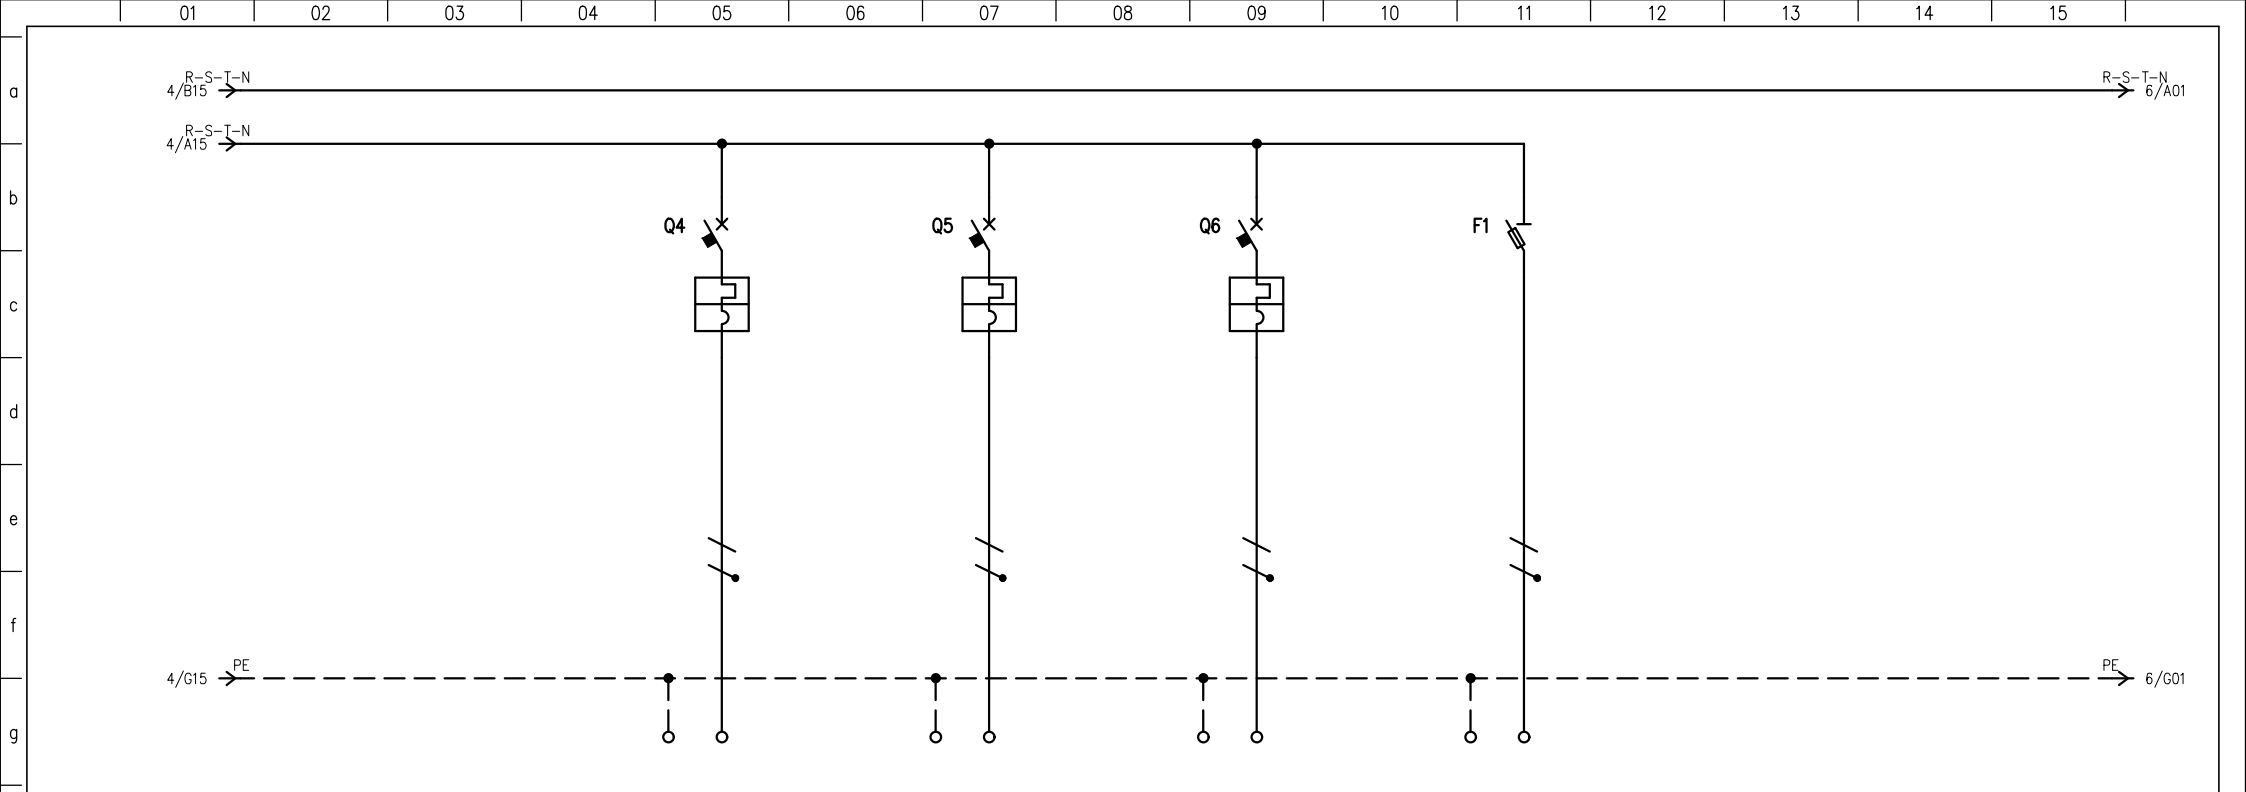 01 02 03 04 05 06 07 08 09 10 11 12 13 14 15
R-S-T-N R-S-T-N
a 4/B15 6/A01
R-S-T-N
4/A15
b Q4 Q5 Q6 F1
c
d
e
f
PE PE
4/G15 6/G01
g